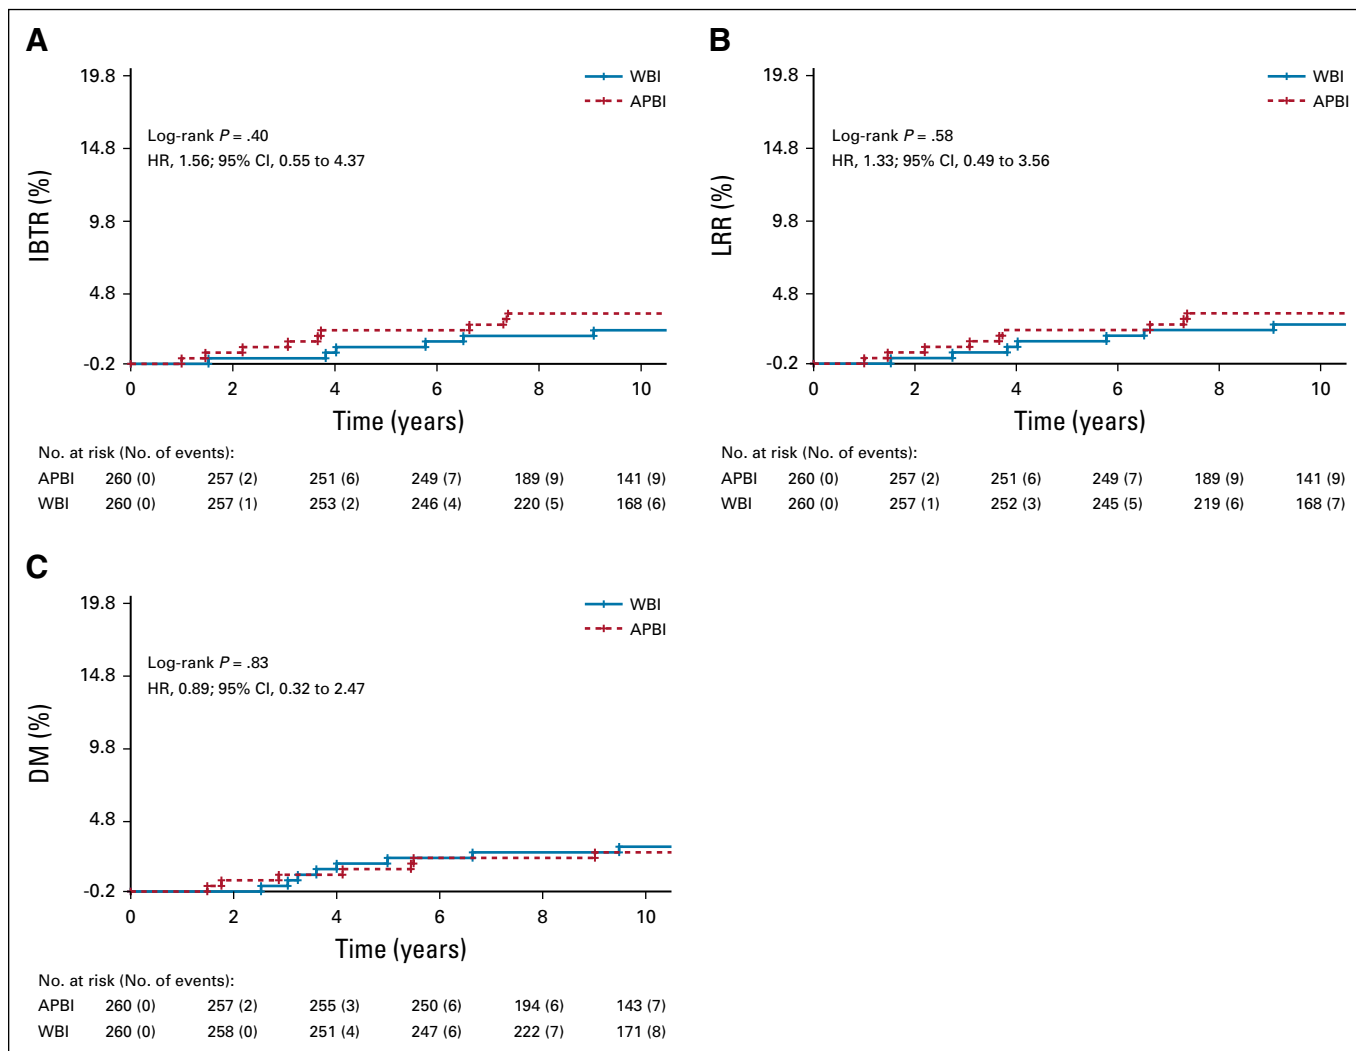 A
19.8
14.8
9.8
4.8
-0.2
IBTR (%)
WBI
APBI
Log-rank P = .40
HR, 1.56; 95% CI, 0.55 to 4.37
0 2 4 6 8 10
Time (years)
No. at risk (No. of events):
APBI 260 (0) 257 (2) 251 (6) 249 (7) 189 (9) 141 (9)
WBI 260 (0) 257 (1) 253 (2) 246 (4) 220 (5) 168 (6)
B
19.8
14.8
9.8
4.8
-0.2
LRR (%)
WBI
APBI
Log-rank P = .58
HR, 1.33; 95% CI, 0.49 to 3.56
0 2 4 6 8 10
Time (years)
No. at risk (No. of events):
APBI 260 (0) 257 (2) 251 (6) 249 (7) 189 (9) 141 (9)
WBI 260 (0) 257 (1) 252 (3) 245 (5) 219 (6) 168 (7)
C
19.8
14.8
9.8
4.8
-0.2
DM (%)
WBI
APBI
Log-rank P = .83
HR, 0.89; 95% CI, 0.32 to 2.47
0 2 4 6 8 10
Time (years)
No. at risk (No. of events):
APBI 260 (0) 257 (2) 255 (3) 250 (6) 194 (6) 143 (7)
WBI 260 (0) 258 (0) 251 (4) 247 (6) 222 (7) 171 (8)